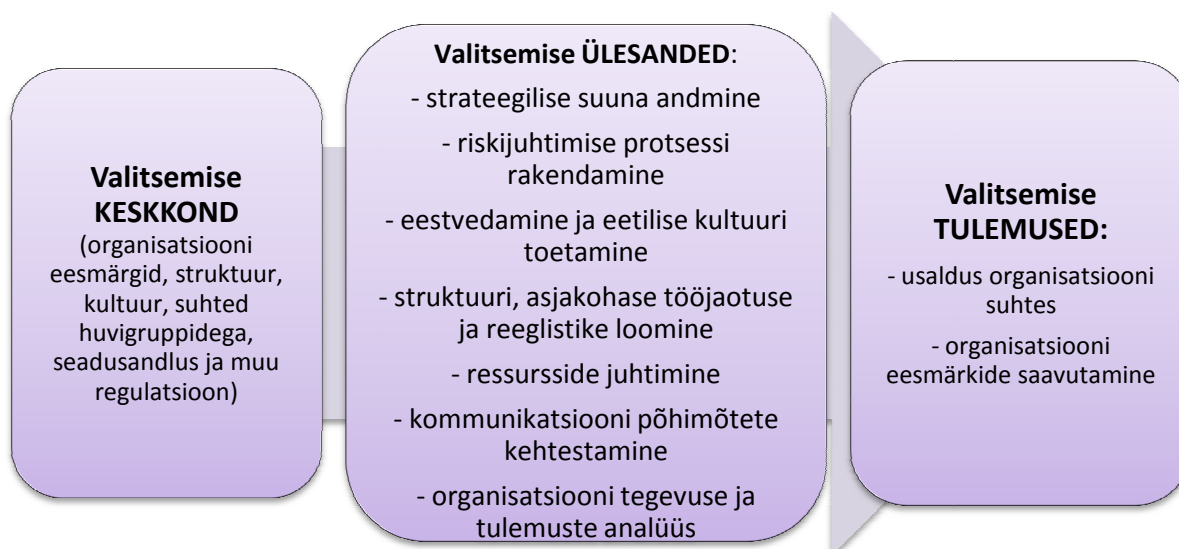 Valitsemise
KESKKOND
(organisatsiooni
eesmärgid, struktuur,
kultuur, suhted
huvigruppidega,
seadusandlus ja muu
regulatsioon)
Valitsemise ÜLESANDED:
- strateegilise suuna andmine
- riskijuhtimise protsessi
rakendamine
- eestvedamine ja eetilise kultuuri
toetamine
- struktuuri, asjakohase tööjaotuse
ja reeglistike loomine
- ressursside juhtimine
- kommunikatsiooni põhimõtete
kehtestamine
- organisatsiooni tegevuse ja
tulemuste analüüs
Valitsemise
TULEMUSED:
- usaldus organisatsiooni
suhtes
- organisatsiooni
eesmärkide saavutamine